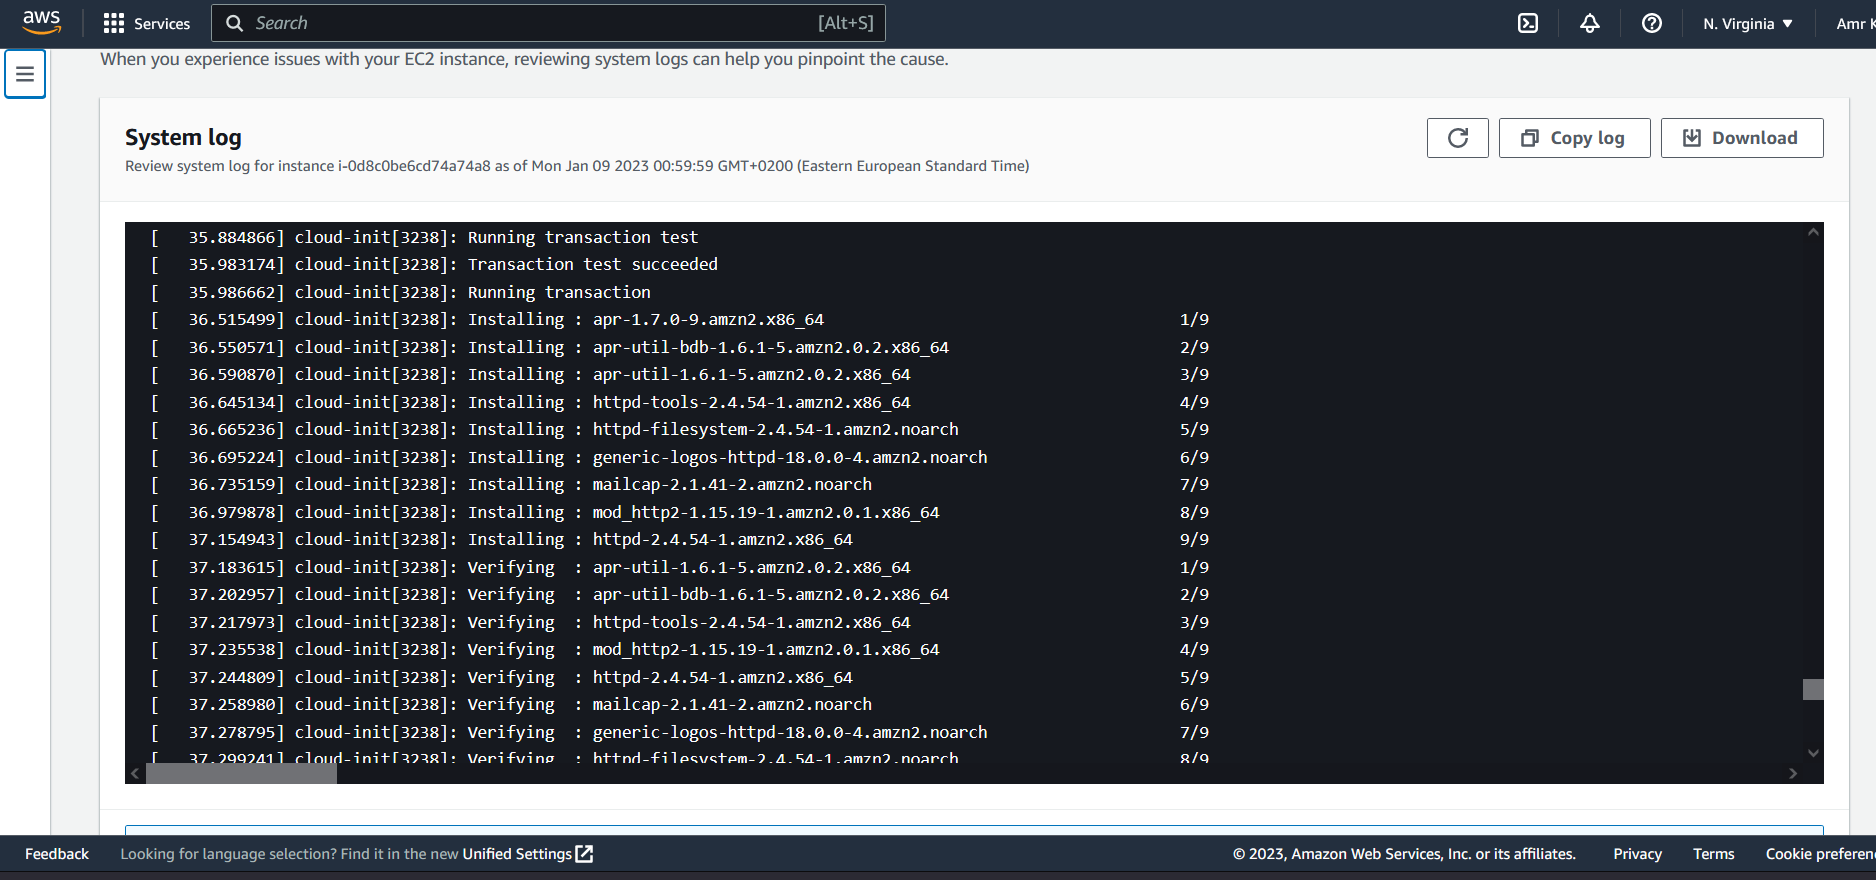 aws Services Search [Alt+S] N. Virginia Amr K
When you experience issues with your EC2 instance, reviewing system logs can help you pinpoint the cause.
System log
Copy log Download
Review system log for instance i-0d8c0be6cd74a74a8 as of Mon Jan 09 2023 00:59:59 GMT+0200 (Eastern European Standard Time)
[   35.884866] cloud-init[3238]: Running transaction test
[   35.983174] cloud-init[3238]: Transaction test succeeded
[   35.986662] cloud-init[3238]: Running transaction
[   36.515499] cloud-init[3238]: Installing : apr-1.7.0-9.amzn2.x86_64 1/9
[   36.550571] cloud-init[3238]: Installing : apr-util-bdb-1.6.1-5.amzn2.0.2.x86_64 2/9
[   36.590870] cloud-init[3238]: Installing : apr-util-1.6.1-5.amzn2.0.2.x86_64 3/9
[   36.645134] cloud-init[3238]: Installing : httpd-tools-2.4.54-1.amzn2.x86_64 4/9
[   36.665236] cloud-init[3238]: Installing : httpd-filesystem-2.4.54-1.amzn2.noarch 5/9
[   36.695224] cloud-init[3238]: Installing : generic-logos-httpd-18.0.0-4.amzn2.noarch 6/9
[   36.735159] cloud-init[3238]: Installing : mailcap-2.1.41-2.amzn2.noarch 7/9
[   36.979878] cloud-init[3238]: Installing : mod_http2-1.15.19-1.amzn2.0.1.x86_64 8/9
[   37.154943] cloud-init[3238]: Installing : httpd-2.4.54-1.amzn2.x86_64 9/9
[   37.183615] cloud-init[3238]: Verifying  : apr-util-1.6.1-5.amzn2.0.2.x86_64 1/9
[   37.202957] cloud-init[3238]: Verifying  : apr-util-bdb-1.6.1-5.amzn2.0.2.x86_64 2/9
[   37.217973] cloud-init[3238]: Verifying  : httpd-tools-2.4.54-1.amzn2.x86_64 3/9
[   37.235538] cloud-init[3238]: Verifying  : mod_http2-1.15.19-1.amzn2.0.1.x86_64 4/9
[   37.244809] cloud-init[3238]: Verifying  : httpd-2.4.54-1.amzn2.x86_64 5/9
[   37.258980] cloud-init[3238]: Verifying  : mailcap-2.1.41-2.amzn2.noarch 6/9
[   37.278795] cloud-init[3238]: Verifying  : generic-logos-httpd-18.0.0-4.amzn2.noarch 7/9
[   37.299241] cloud-init[3238]: Verifying  : httpd-filesystem-2.4.54-1.amzn2.noarch 8/9
Feedback Looking for language selection? Find it in the new Unified Settings © 2023, Amazon Web Services, Inc. or its affiliates. Privacy Terms Cookie preferen